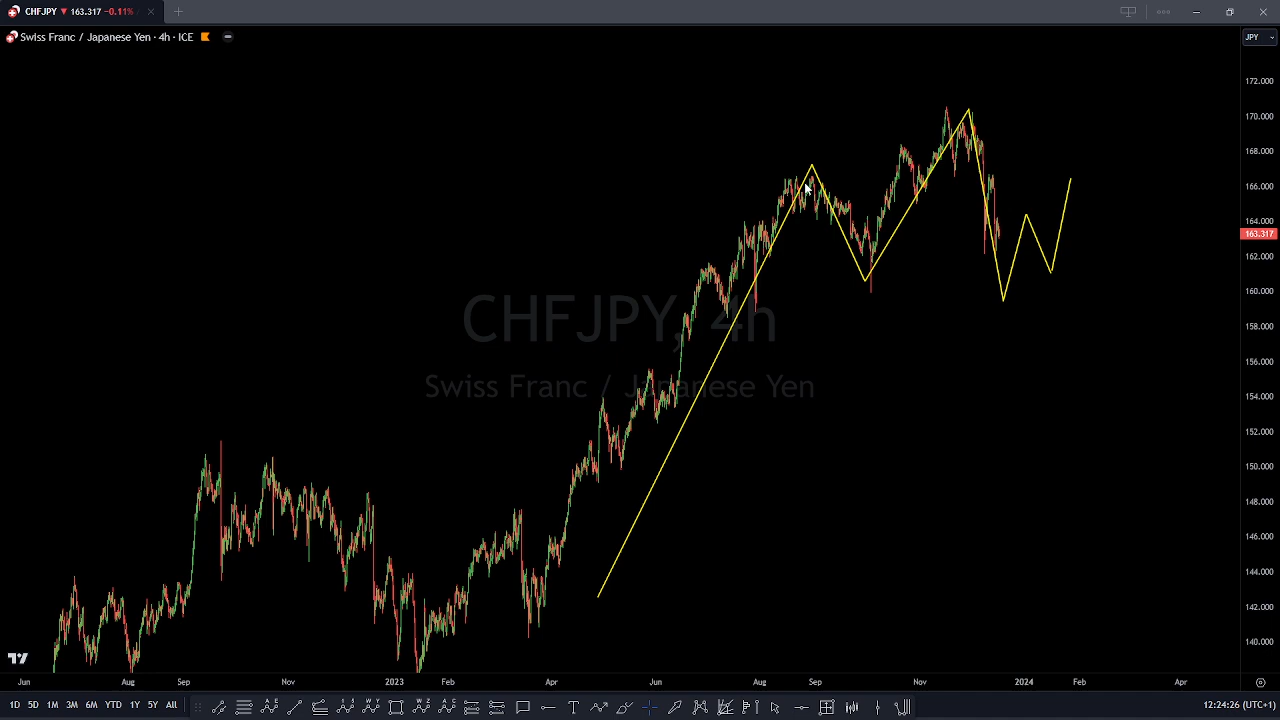 CHFJPY ▼ 163.317 −0.11%
Swiss Franc / Japanese Yen · 4h · ICE
JPY
172.000
170.000
168.000
166.000
164.000
163.317
162.000
160.000
158.000
156.000
154.000
152.000
150.000
148.000
146.000
144.000
142.000
140.000
CHFJPY, 4h
Swiss Franc / Japanese Yen
Jun Aug Sep Nov 2023 Feb Apr Jun Aug Sep Nov 2024 Feb Apr
1D 5D 1M 3M 6M YTD 1Y 5Y All
12:24:26 (UTC+1)